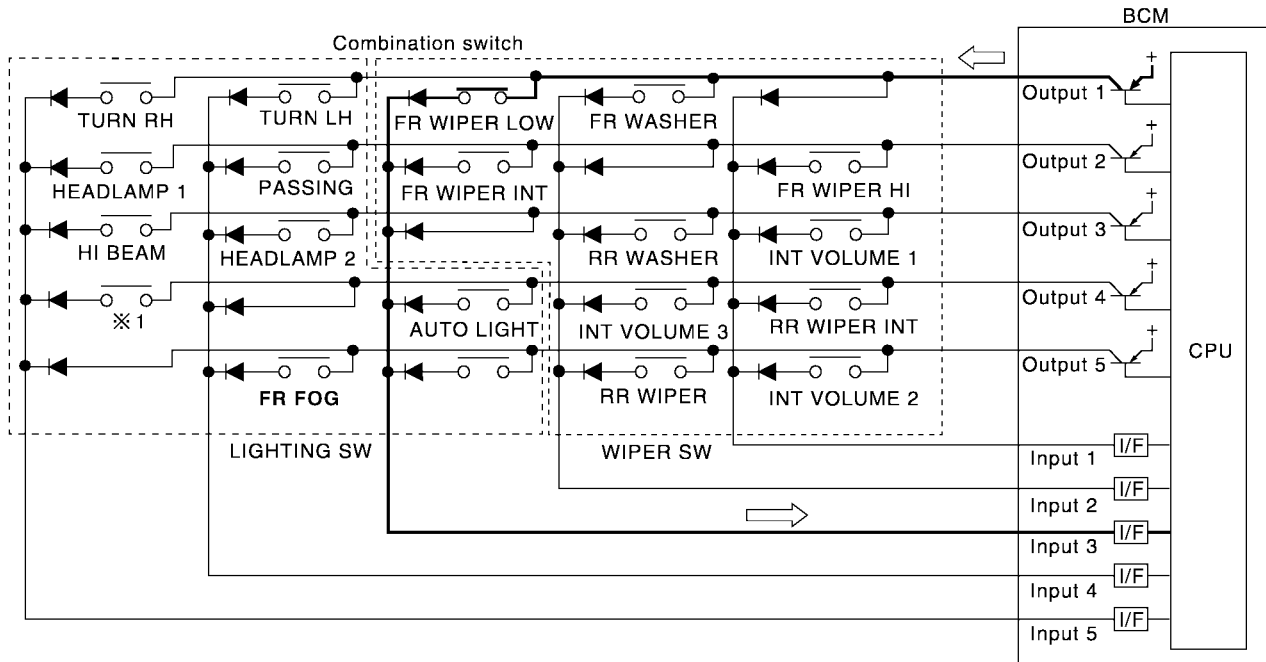 BCM
Combination switch
+
Output 1
TURN RH
TURN LH
FR WIPER LOW
FR WASHER
+
Output 2
HEADLAMP 1
PASSING
FR WIPER INT
FR WIPER HI
+
Output 3
HI BEAM
HEADLAMP 2
RR WASHER
INT VOLUME 1
+
Output 4
※1
AUTO LIGHT
INT VOLUME 3
RR WIPER INT
+
Output 5
CPU
FR FOG
RR WIPER
INT VOLUME 2
LIGHTING SW
WIPER SW
Input 1
I/F
Input 2
I/F
Input 3
I/F
Input 4
I/F
Input 5
I/F